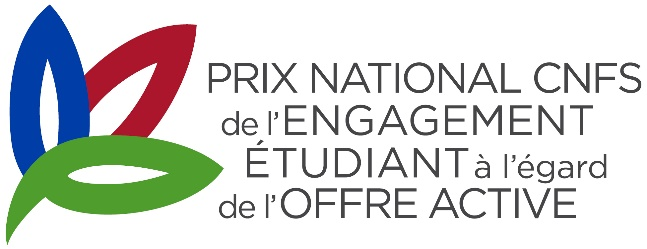 PRIX NATIONAL CNFS
de l'ENGAGEMENT
ÉTUDIANT à l'égard
de l'OFFRE ACTIVE